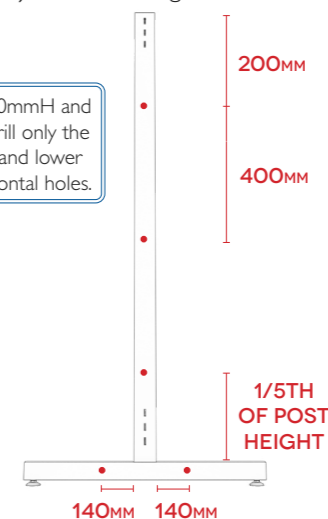 200MM
0mmH and
rill only the
and lower
ontal holes.
400MM
1/5TH
OF POST
HEIGHT
140MM 140MM